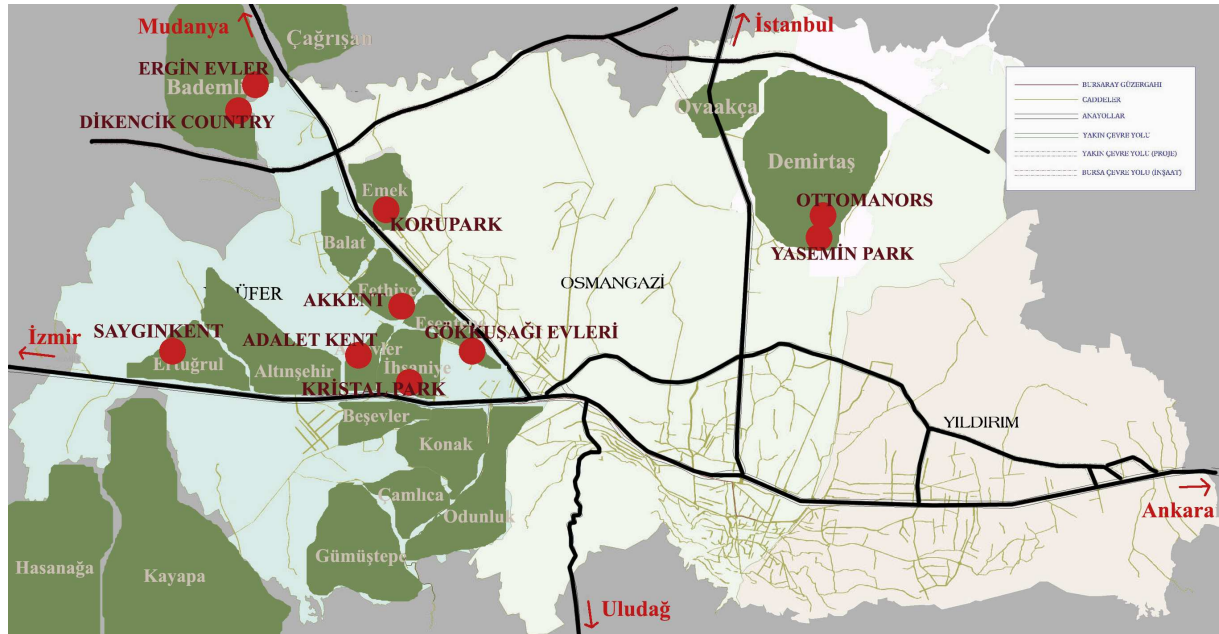 Mudanya
Çağrışan
İstanbul
ERGİN EVLER
Bademli
DİKENCİK COUNTRY
Ovaakça
Demirtaş
BURSARAY GÜZERGAHI
CADDELER
ANAYOLLAR
YAKIN ÇEVRE YOLU
YAKIN ÇEVRE YOLU (PROJE)
BURSA ÇEVRE YOLU (İNŞAAT)
Emek
KORUPARK
OTTOMANORS
YASEMİN PARK
Balat
OSMANGAZİ
Fethiye
AKKENT
ÜFER
SAYGINKENT
ADALET KENT
GÖKKUŞAĞI EVLERİ
İzmir
Ertuğrul
Altınşehir
İhsaniye
KRİSTAL PARK
Beşevler
Konak
YILDIRIM
Çamlıca
Odunluk
Ankara
Gümüştepe
Hasanağa
Kayapa
Uludağ